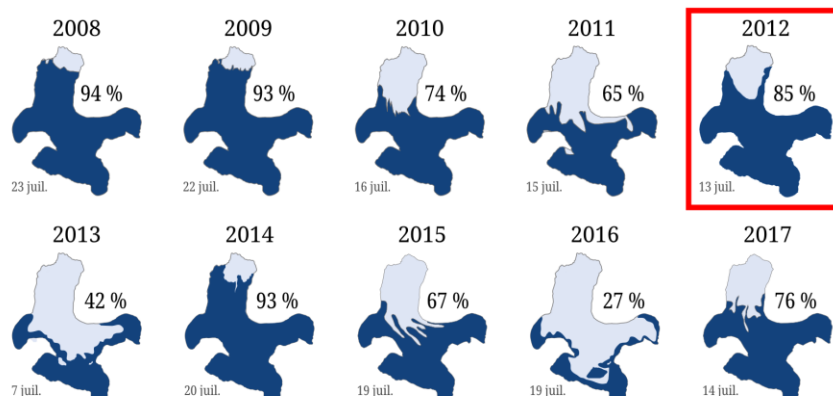 2008
2009
2010
2011
2012
94 %
93 %
74 %
65 %
85 %
23 juil.
22 juil.
16 juil.
15 juil.
13 juil.
2013
2014
2015
2016
2017
42 %
93 %
67 %
27 %
76 %
7 juil.
20 juil.
19 juil.
19 juil.
14 juil.